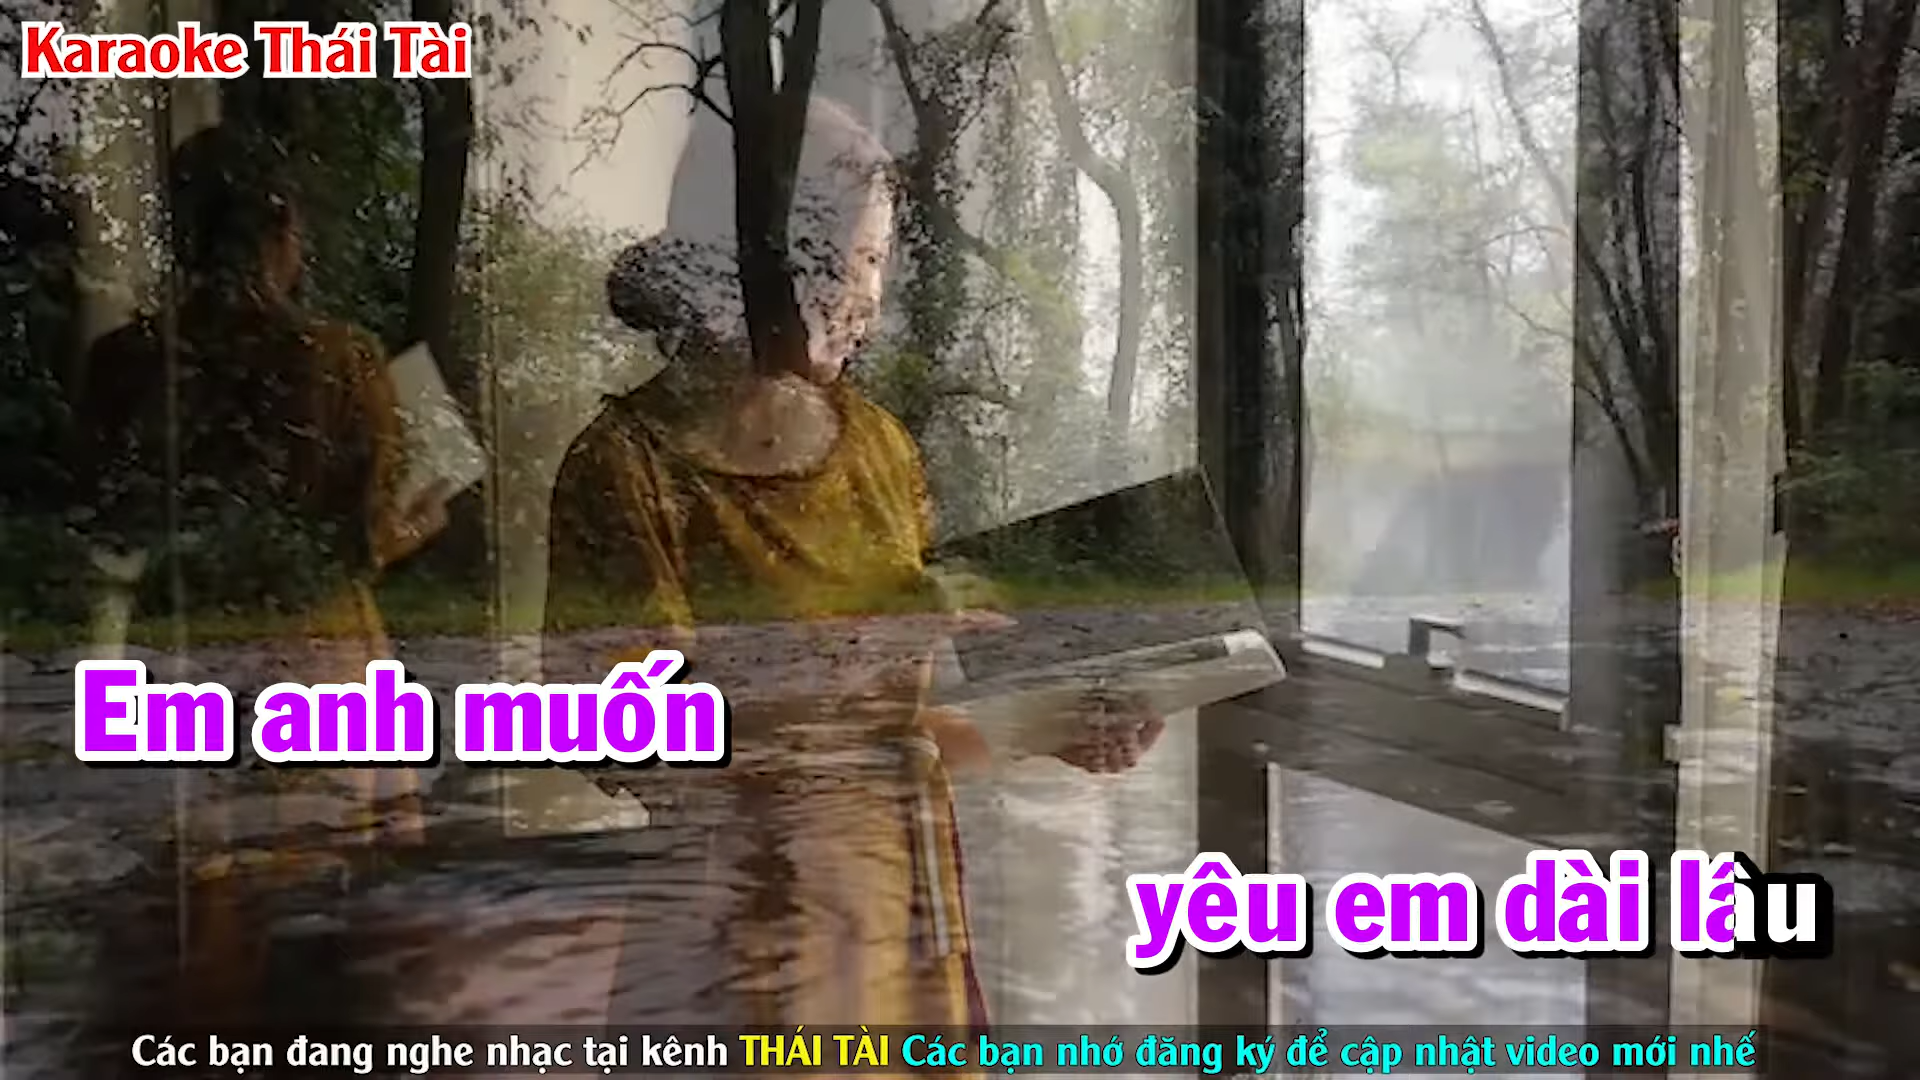 Karaoke Thái Tài
Em anh muốn
yêu em dài lâu
Các bạn đang nghe nhạc tại kênh THÁI TÀI Các bạn nhớ đăng ký để cập nhật video mới nhế